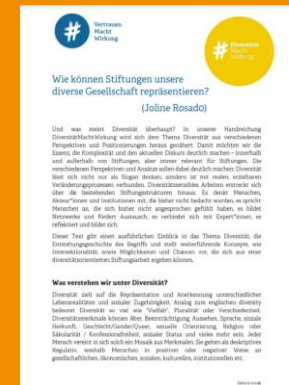 Vertrauen
Macht
Wirkung
#
#
Diversität
Macht
Wirkung
Wie können Stiftungen unsere
diverse Gesellschaft repräsentieren?
(Joline Rosado)
Und was meint Diversität überhaupt? In unserer Handreichung
DiversitätMachtWirkung wird sich dem Thema Diversität aus verschiedenen
Perspektiven und Positionierungen heraus genähert. Damit möchten wir die
Essenz, die Komplexität und den aktuellen Diskurs deutlich machen – innerhalb
und außerhalb von Stiftungen, aber immer relevant für Stiftungen. Die
verschiedenen Perspektiven und Ansätze sollen dabei deutlich machen: Diversität
lässt sich nicht nur als Slogan denken, sondern ist mit realen, ernstbaren
Veränderungsprozessen verbunden. Diversitätssensibles Arbeiten erstreckt sich
über die bestehenden Stiftungsstrukturen hinaus. Es denkt Menschen,
Akteur*innen und Institutionen mit, die bisher nicht bedacht wurden, es spricht
Menschen an, die sich bisher nicht angesprochen gefühlt haben, es bildet
Netzwerke und fördert Austausch, es verbindet sich mit Expert*innen, es
reflektiert und bildet sich.
Dieser Text gibt einen ausführlichen Einblick in das Thema Diversität, die
Entstehungsgeschichte des Begriffs und stellt weiterführende Konzepte, wie
Intersektionalität, sowie Möglichkeiten und Chancen vor, die sich aus einer
diversitätsorientierten Stiftungsarbeit ergeben können.
Was verstehen wir unter Diversität?
Diversität zielt auf die Repräsentation und Anerkennung unterschiedlicher
Lebensrealitäten und sozialer Zugehörigkeit. Analog zum englischen diversity
bedeutet Diversität so viel wie "Vielfalt", Pluralität oder Verschiedenheit.
Diversitätsmerkmale können Alter, Beeinträchtigung, Aussehen, Sprache, soziale
Herkunft, Geschlecht/Gender/Queer, sexuelle Orientierung, Religion oder
Säkularität / Konfessionsfreiheit, sozialer Status und vieles mehr sein. Jeder
Mensch vereint in sich solch ein Mosaik aus Merkmalen. Sie gelten als deskriptives
Regulativ, weshalb Menschen in positiver oder negativer Weise an
gesellschaftlichen, ökonomischen, sozialen, kulturellen, institutionellen etc.